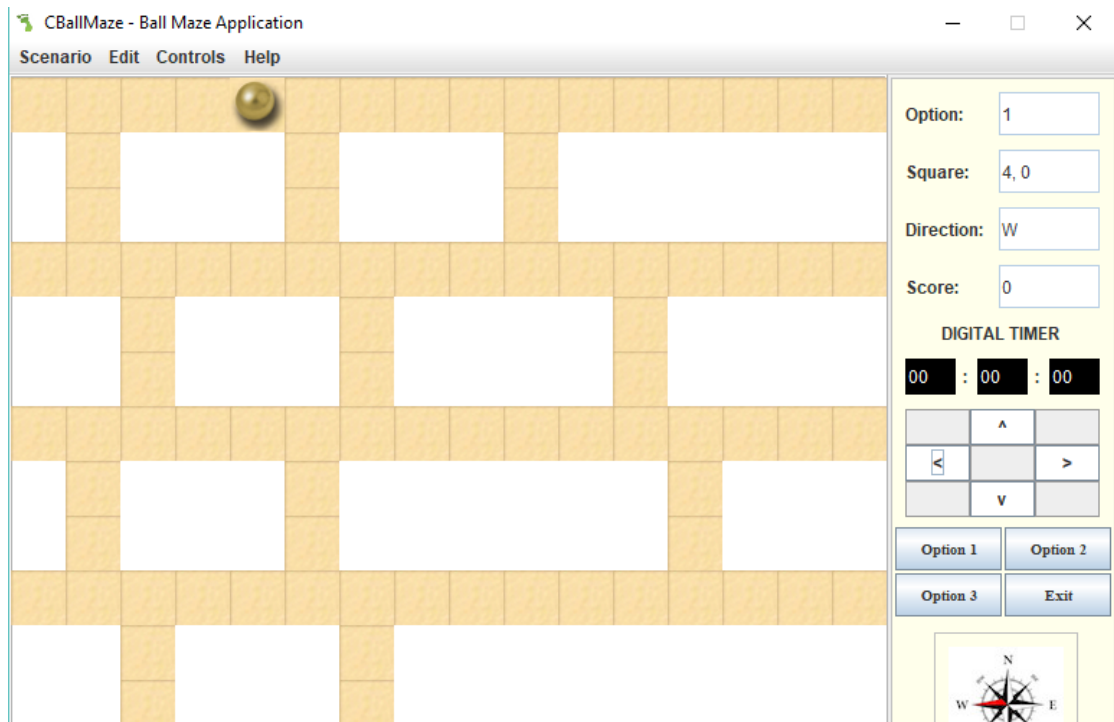 CBallMaze - Ball Maze Application
Scenario Edit Controls Help
Option: 1
Square: 4, 0
Direction: W
Score: 0
DIGITAL TIMER
00 : 00 : 00
^
< >
v
Option 1 Option 2
Option 3 Exit
N
W E